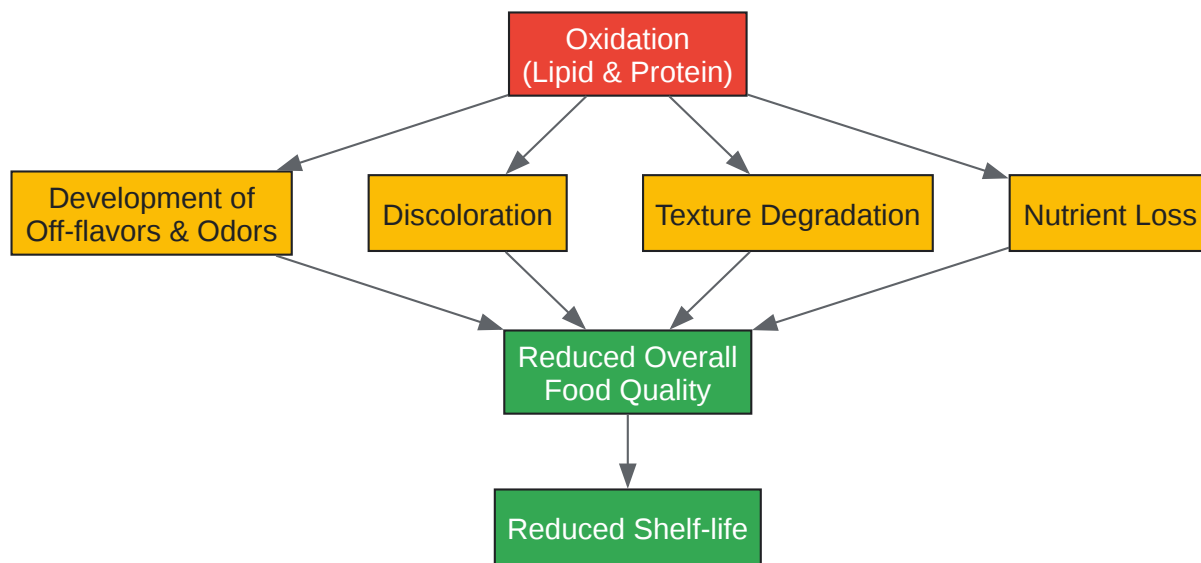 Oxidation
(Lipid & Protein)
Development of
Off-flavors & Odors
Discoloration
Texture Degradation
Nutrient Loss
Reduced Overall
Food Quality
Reduced Shelf-life